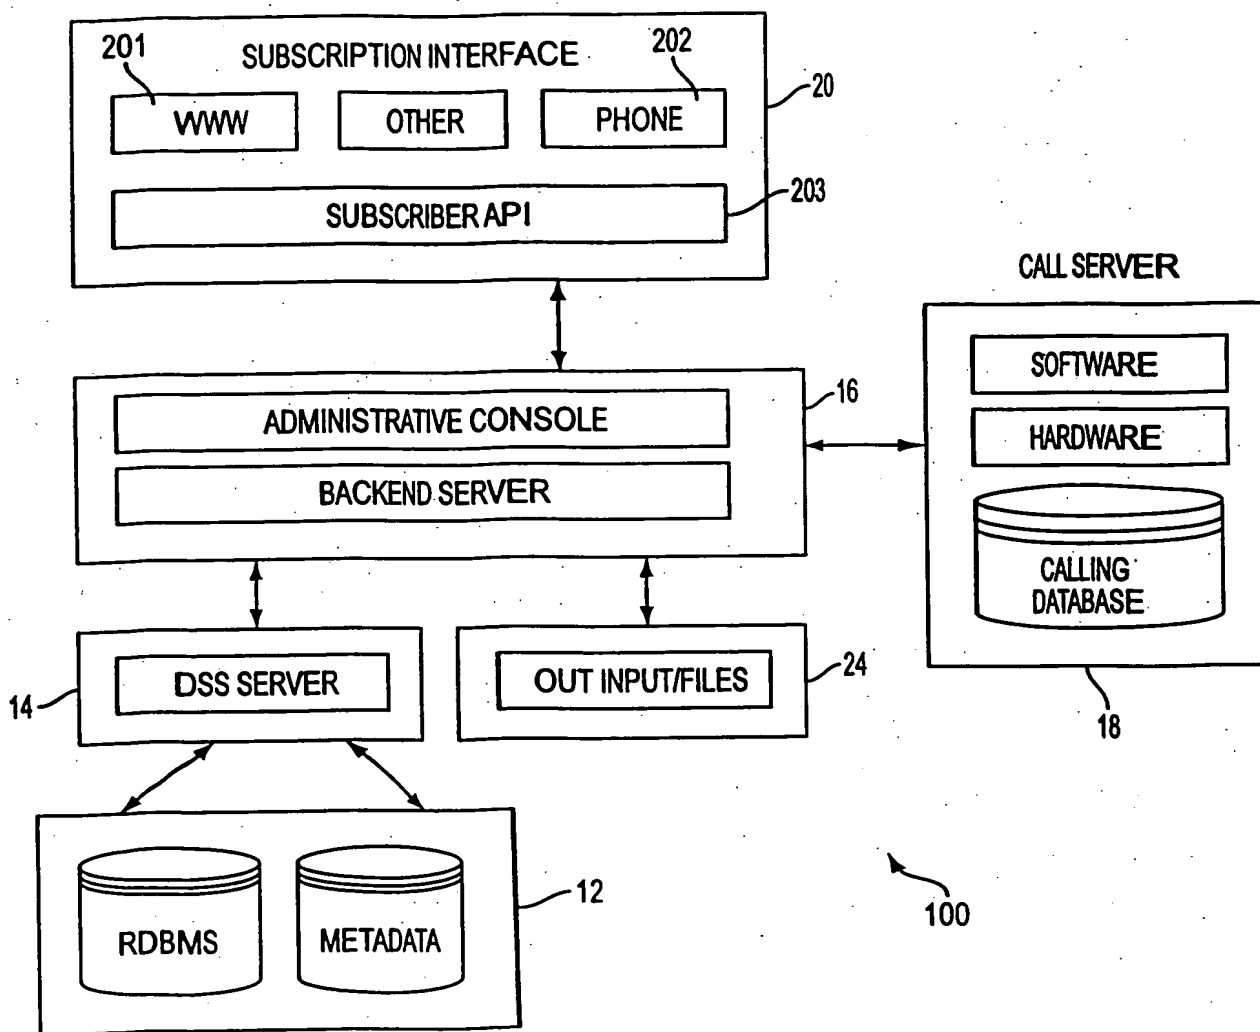 201
SUBSCRIPTION INTERFACE
202
20
WWW
OTHER
PHONE
SUBSCRIBER API
203
CALL SERVER
SOFTWARE
HARDWARE
CALLING
DATABASE
18
ADMINISTRATIVE CONSOLE
BACKEND SERVER
16
DSS SERVER
14
OUT INPUT/FILES
24
RDBMS
METADATA
12
100